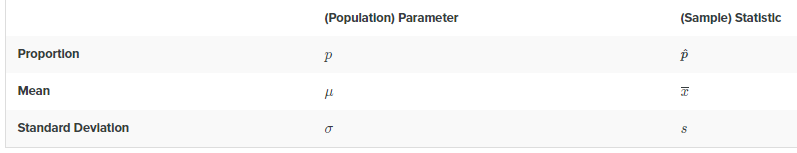 (Population) Parameter (Sample) Statistic
Proportion p p̂
Mean μ x̄
Standard Deviation σ s